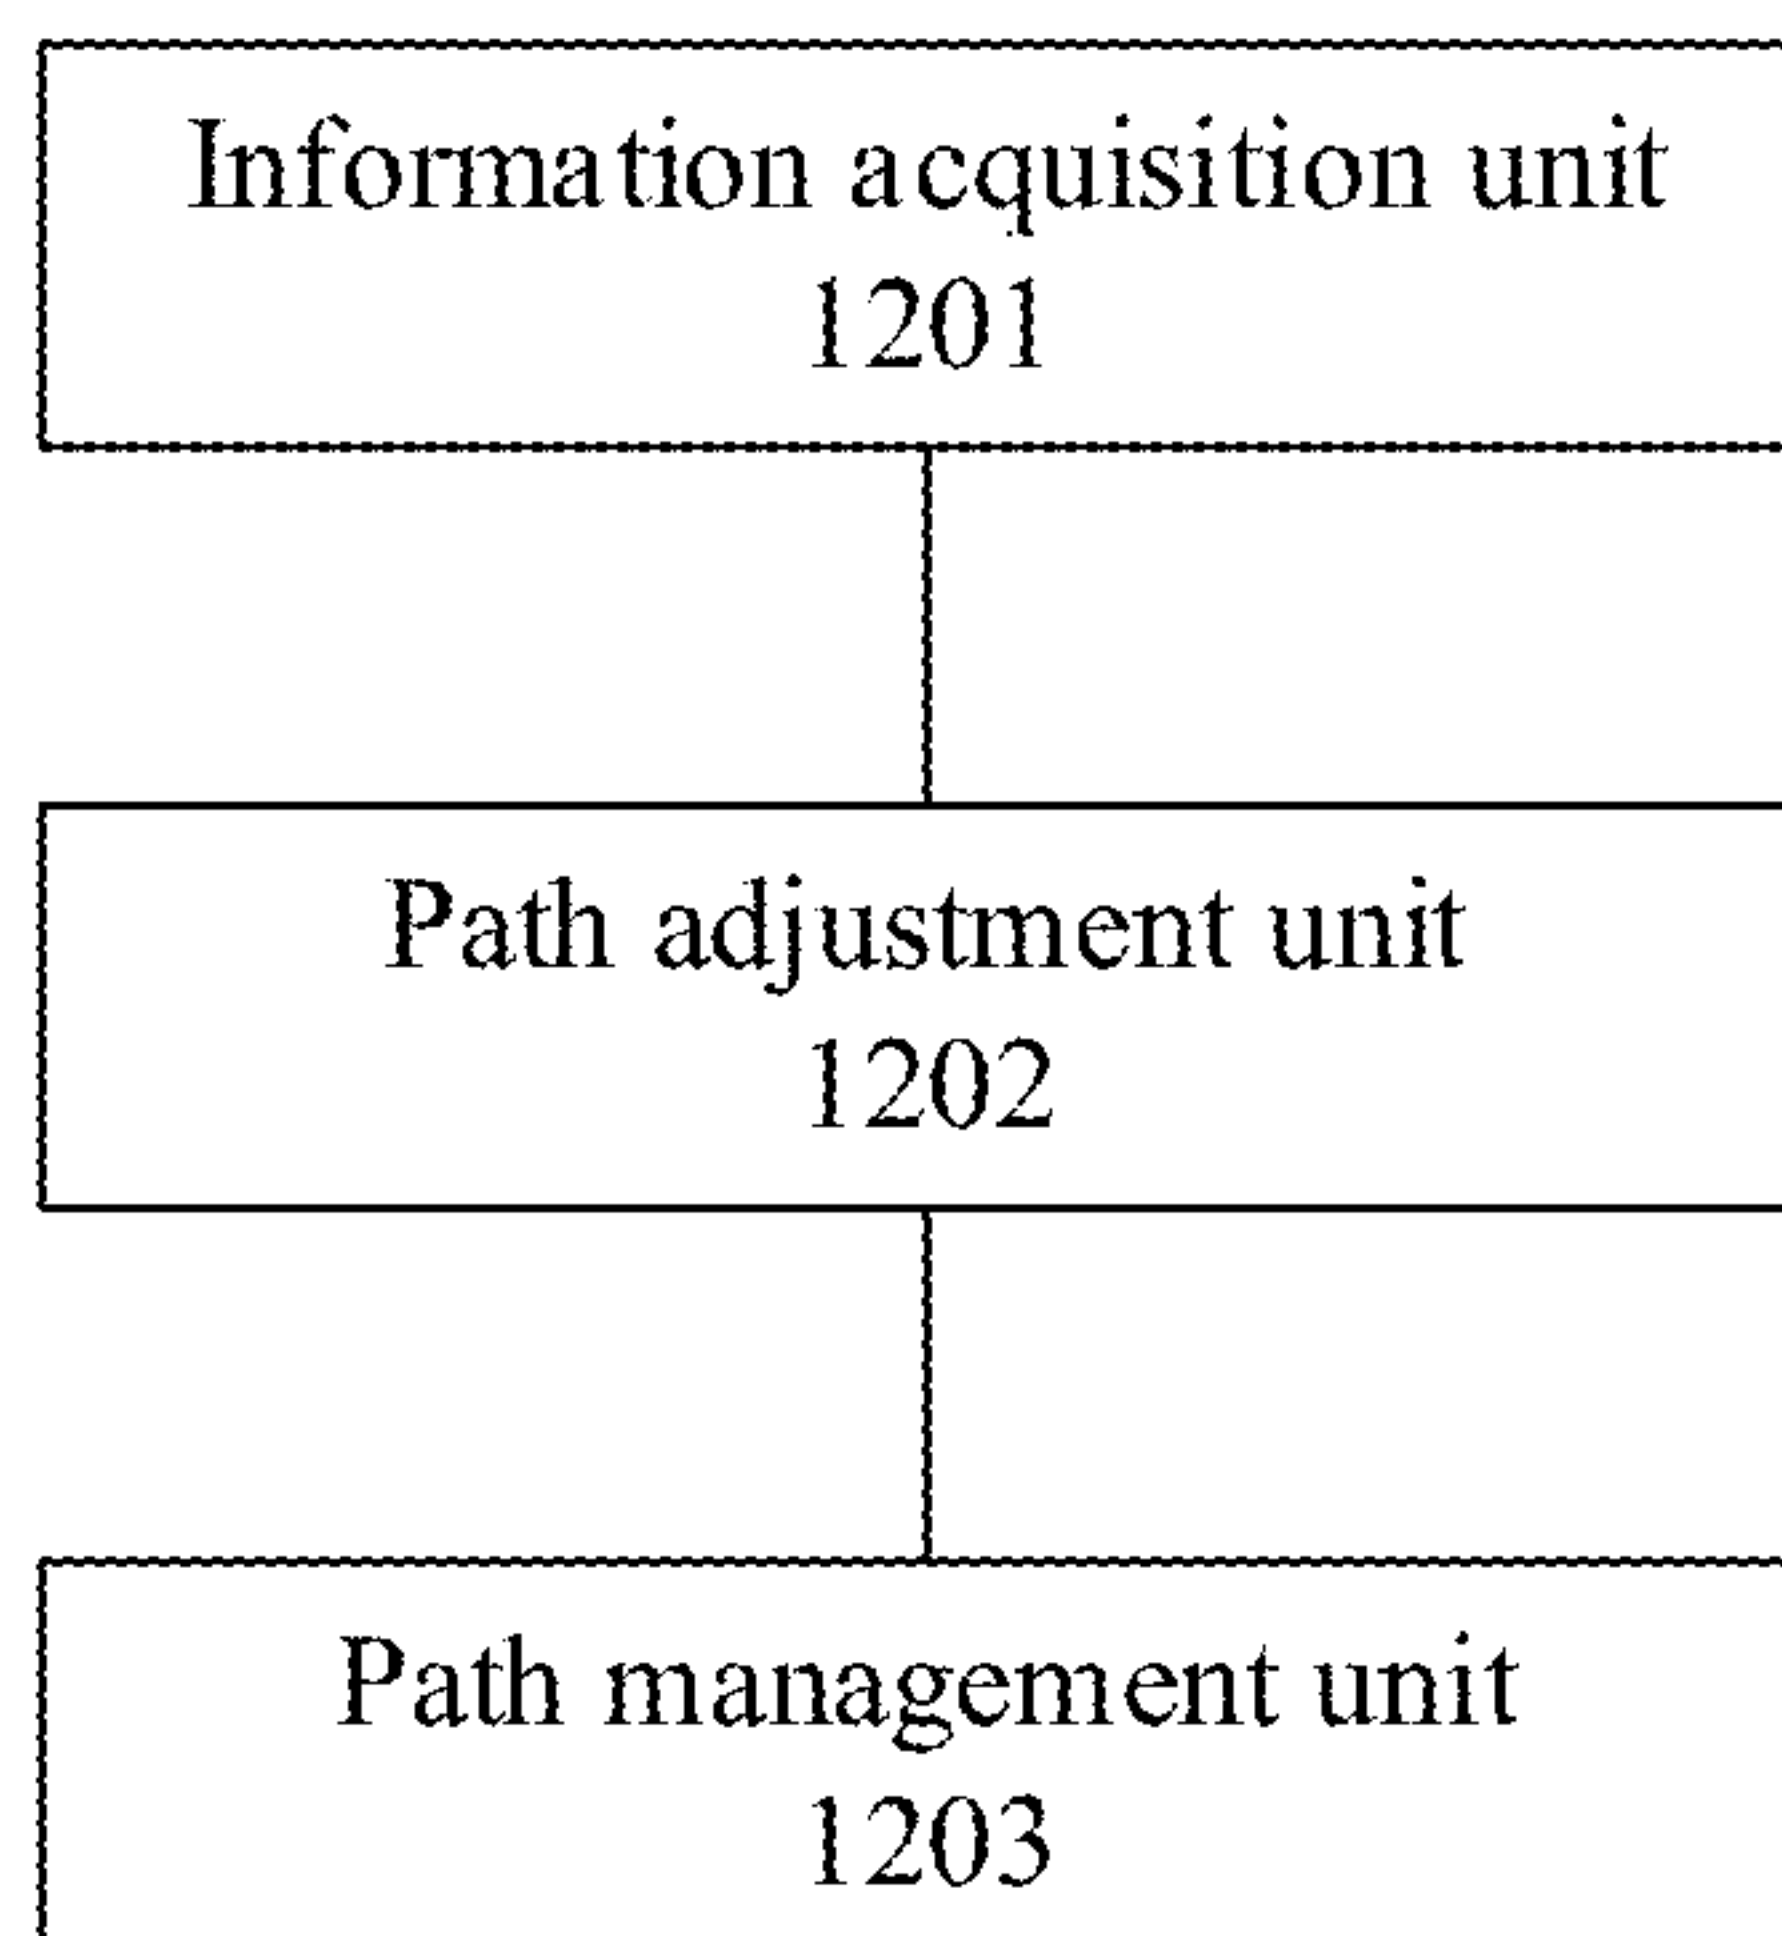 Information acquisition unit
1201
Path adjustment unit
1202
Path management unit
1203